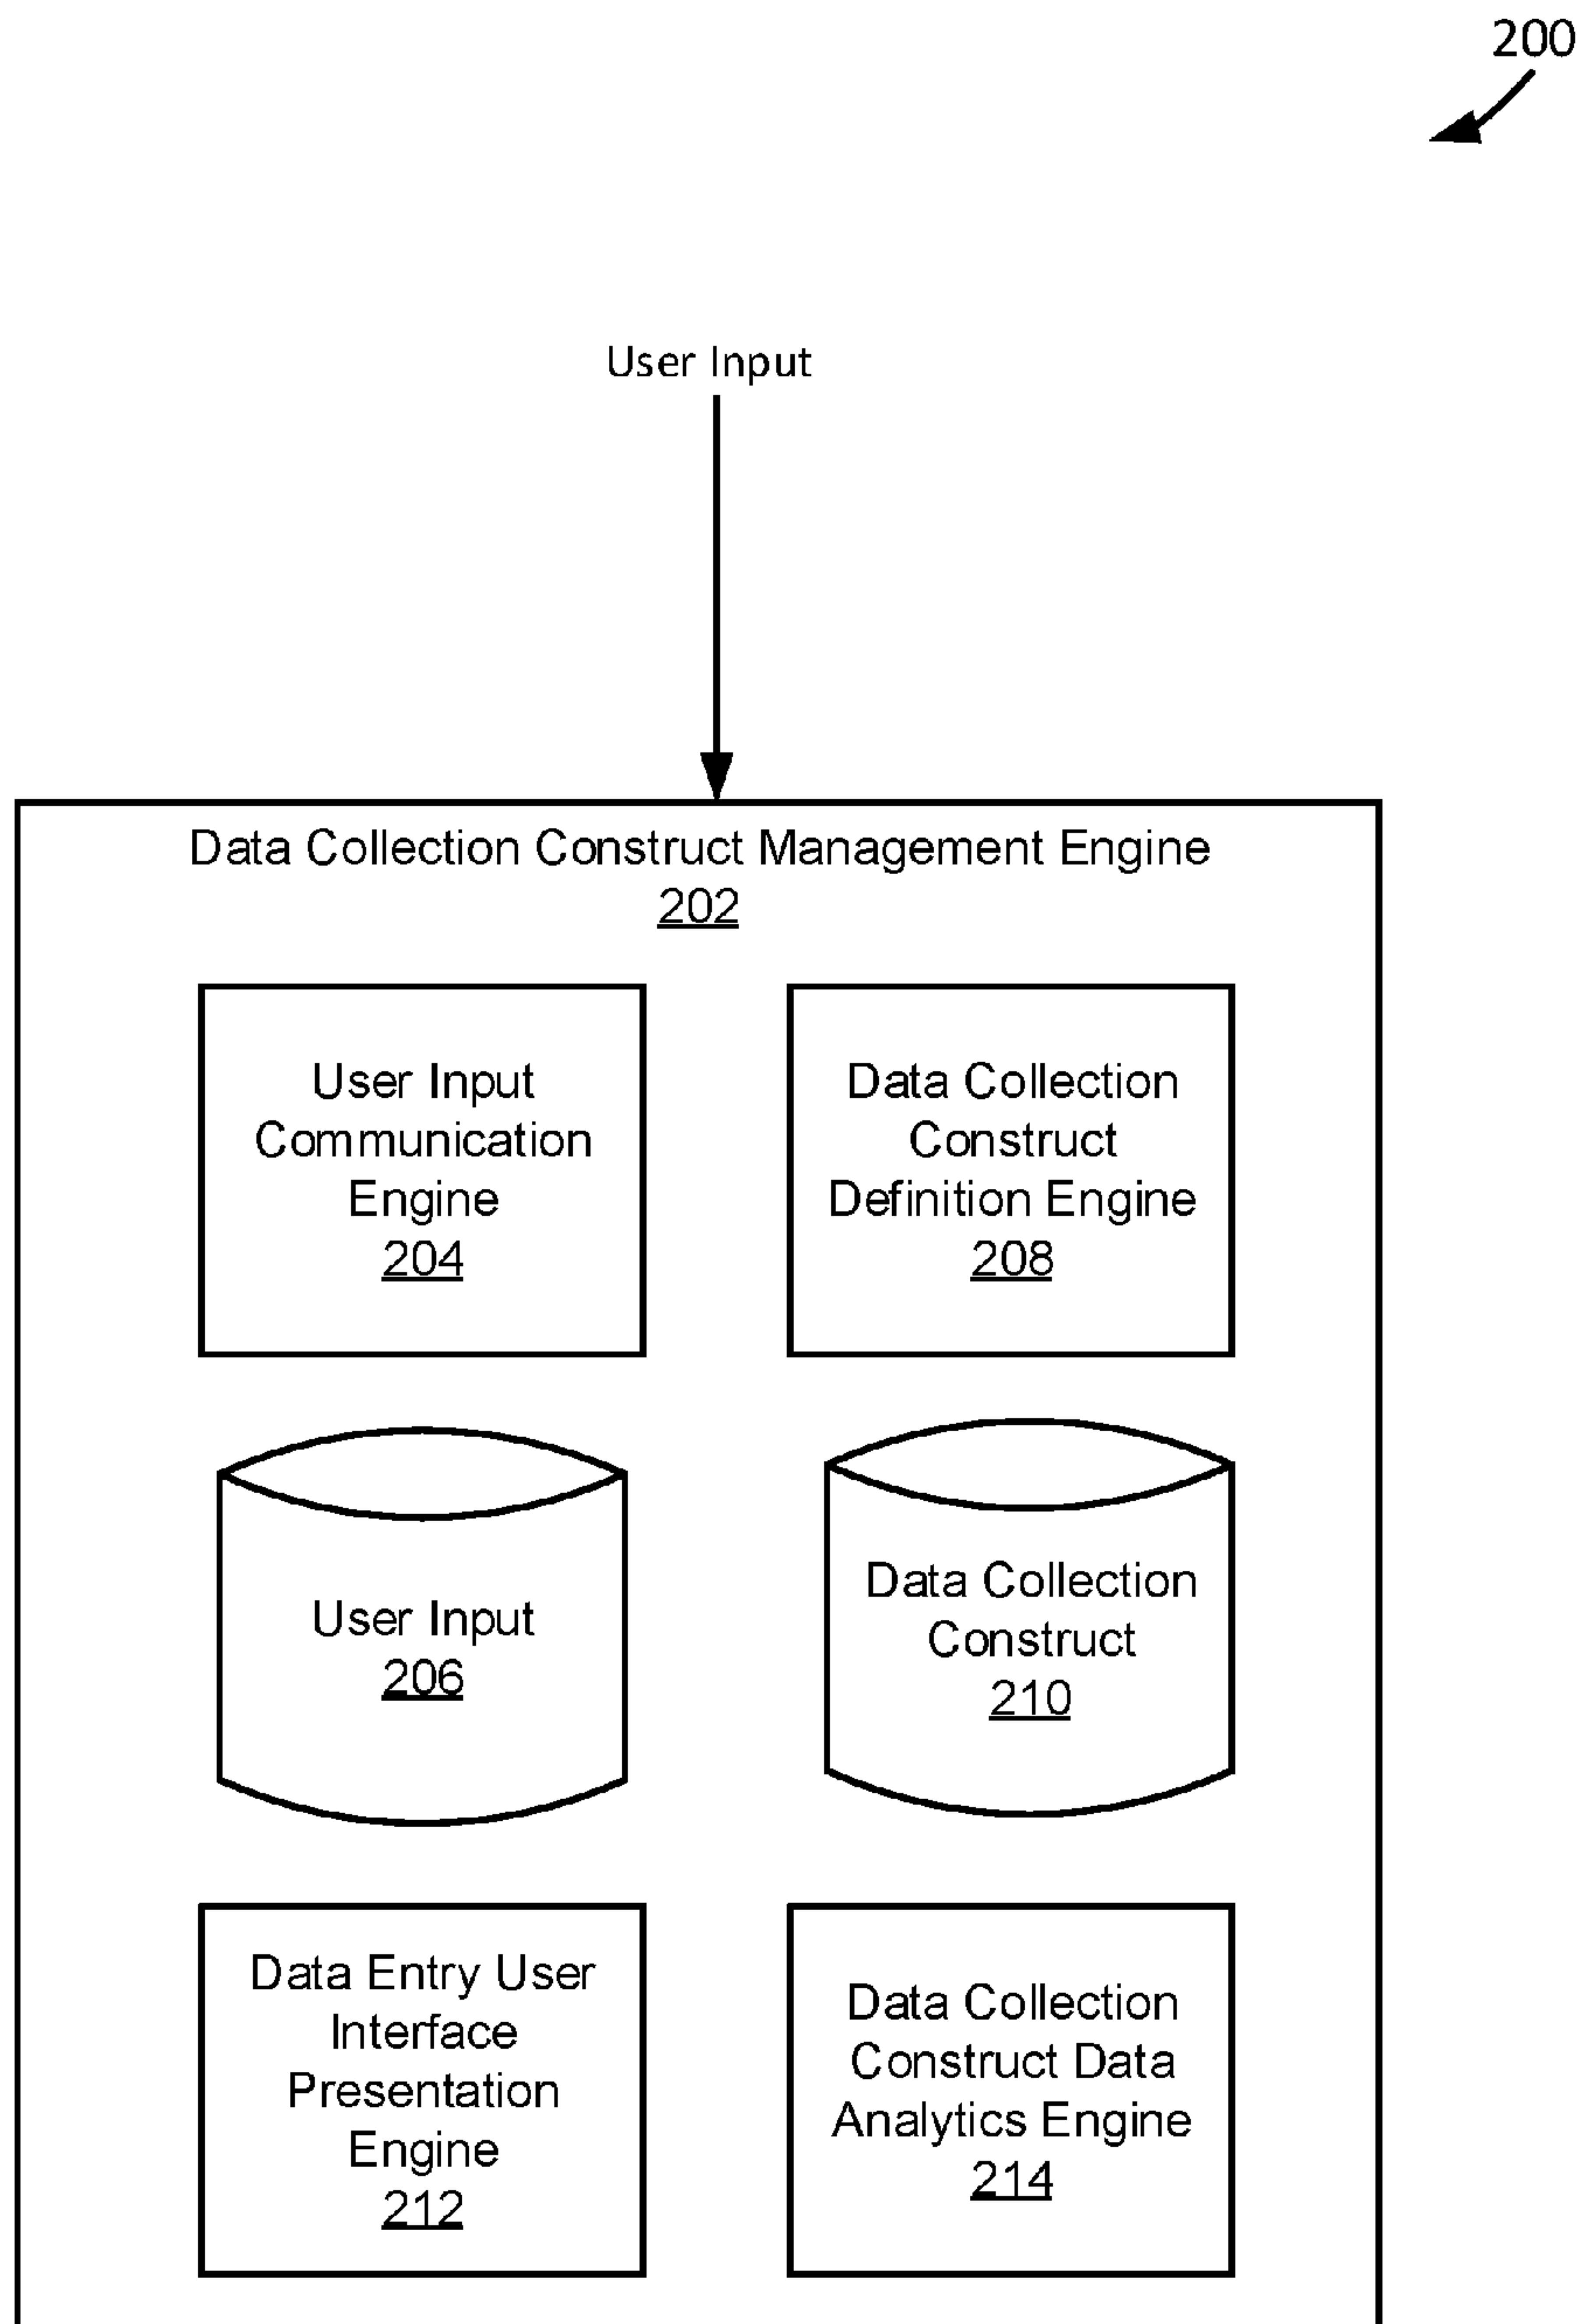 200
User Input
Data Collection Construct Management Engine
202
User Input
Communication
Engine
204
Data Collection
Construct
Definition Engine
208
User Input
206
Data Collection
Construct
210
Data Entry User
Interface
Presentation
Engine
212
Data Collection
Construct Data
Analytics Engine
214